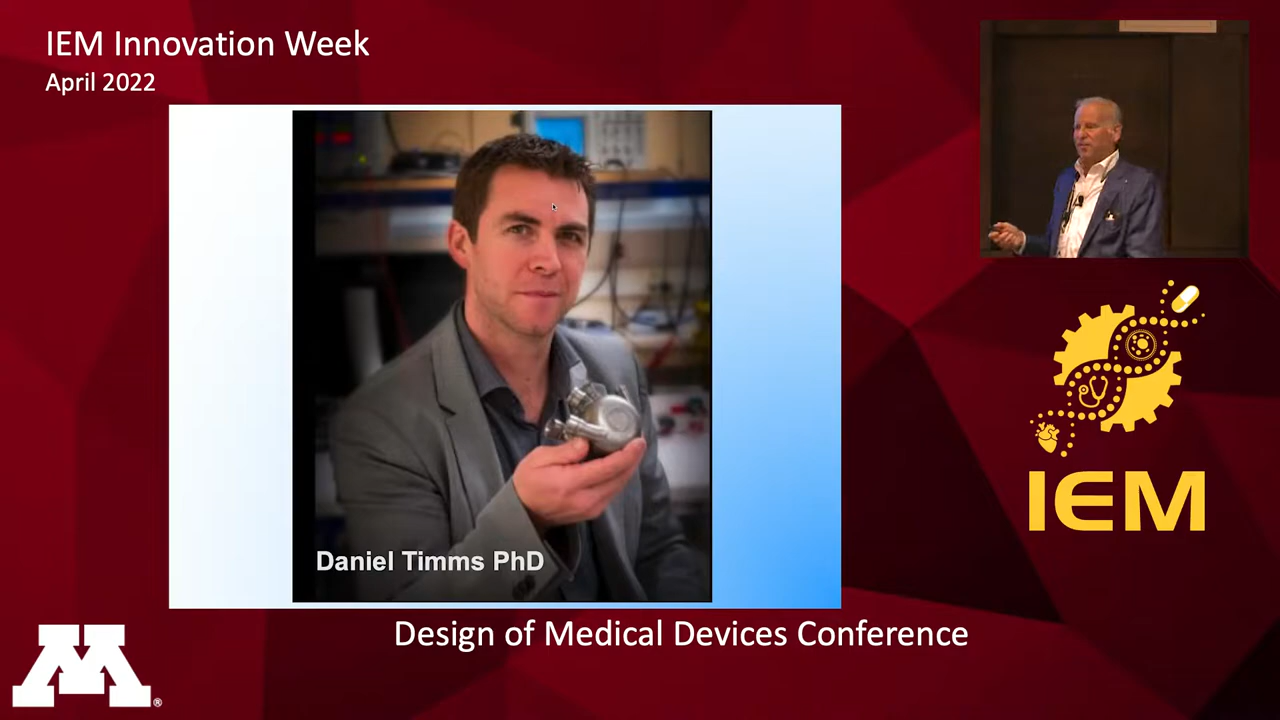 IEM Innovation Week
April 2022
Daniel Timms PhD
IEM
Design of Medical Devices Conference
M®